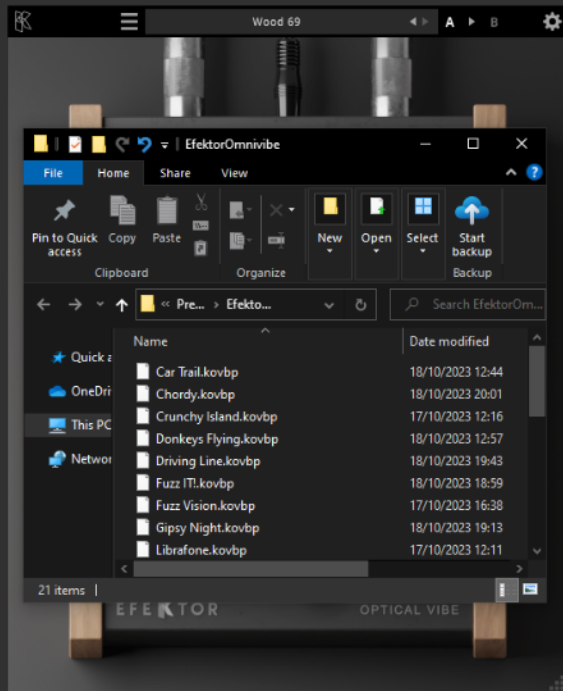 Wood 69 A B
EfektorOmnivibe
File Home Share View
Pin to Quick access Copy Paste New Open Select Start backup
Clipboard Organize Backup
« Pre... › Efekto... Search EfektorOm...
Name Date modified
Quick a
OneDri
This PC
Networ
Car Trail.kovbp 18/10/2023 12:44
Chordy.kovbp 18/10/2023 20:01
Crunchy Island.kovbp 17/10/2023 12:16
Donkeys Flying.kovbp 18/10/2023 12:57
Driving Line.kovbp 18/10/2023 19:43
Fuzz IT!.kovbp 18/10/2023 18:59
Fuzz Vision.kovbp 17/10/2023 16:38
Gipsy Night.kovbp 18/10/2023 19:13
Librafone.kovbp 17/10/2023 12:11
21 items
EFEKTOR OPTICAL VIBE